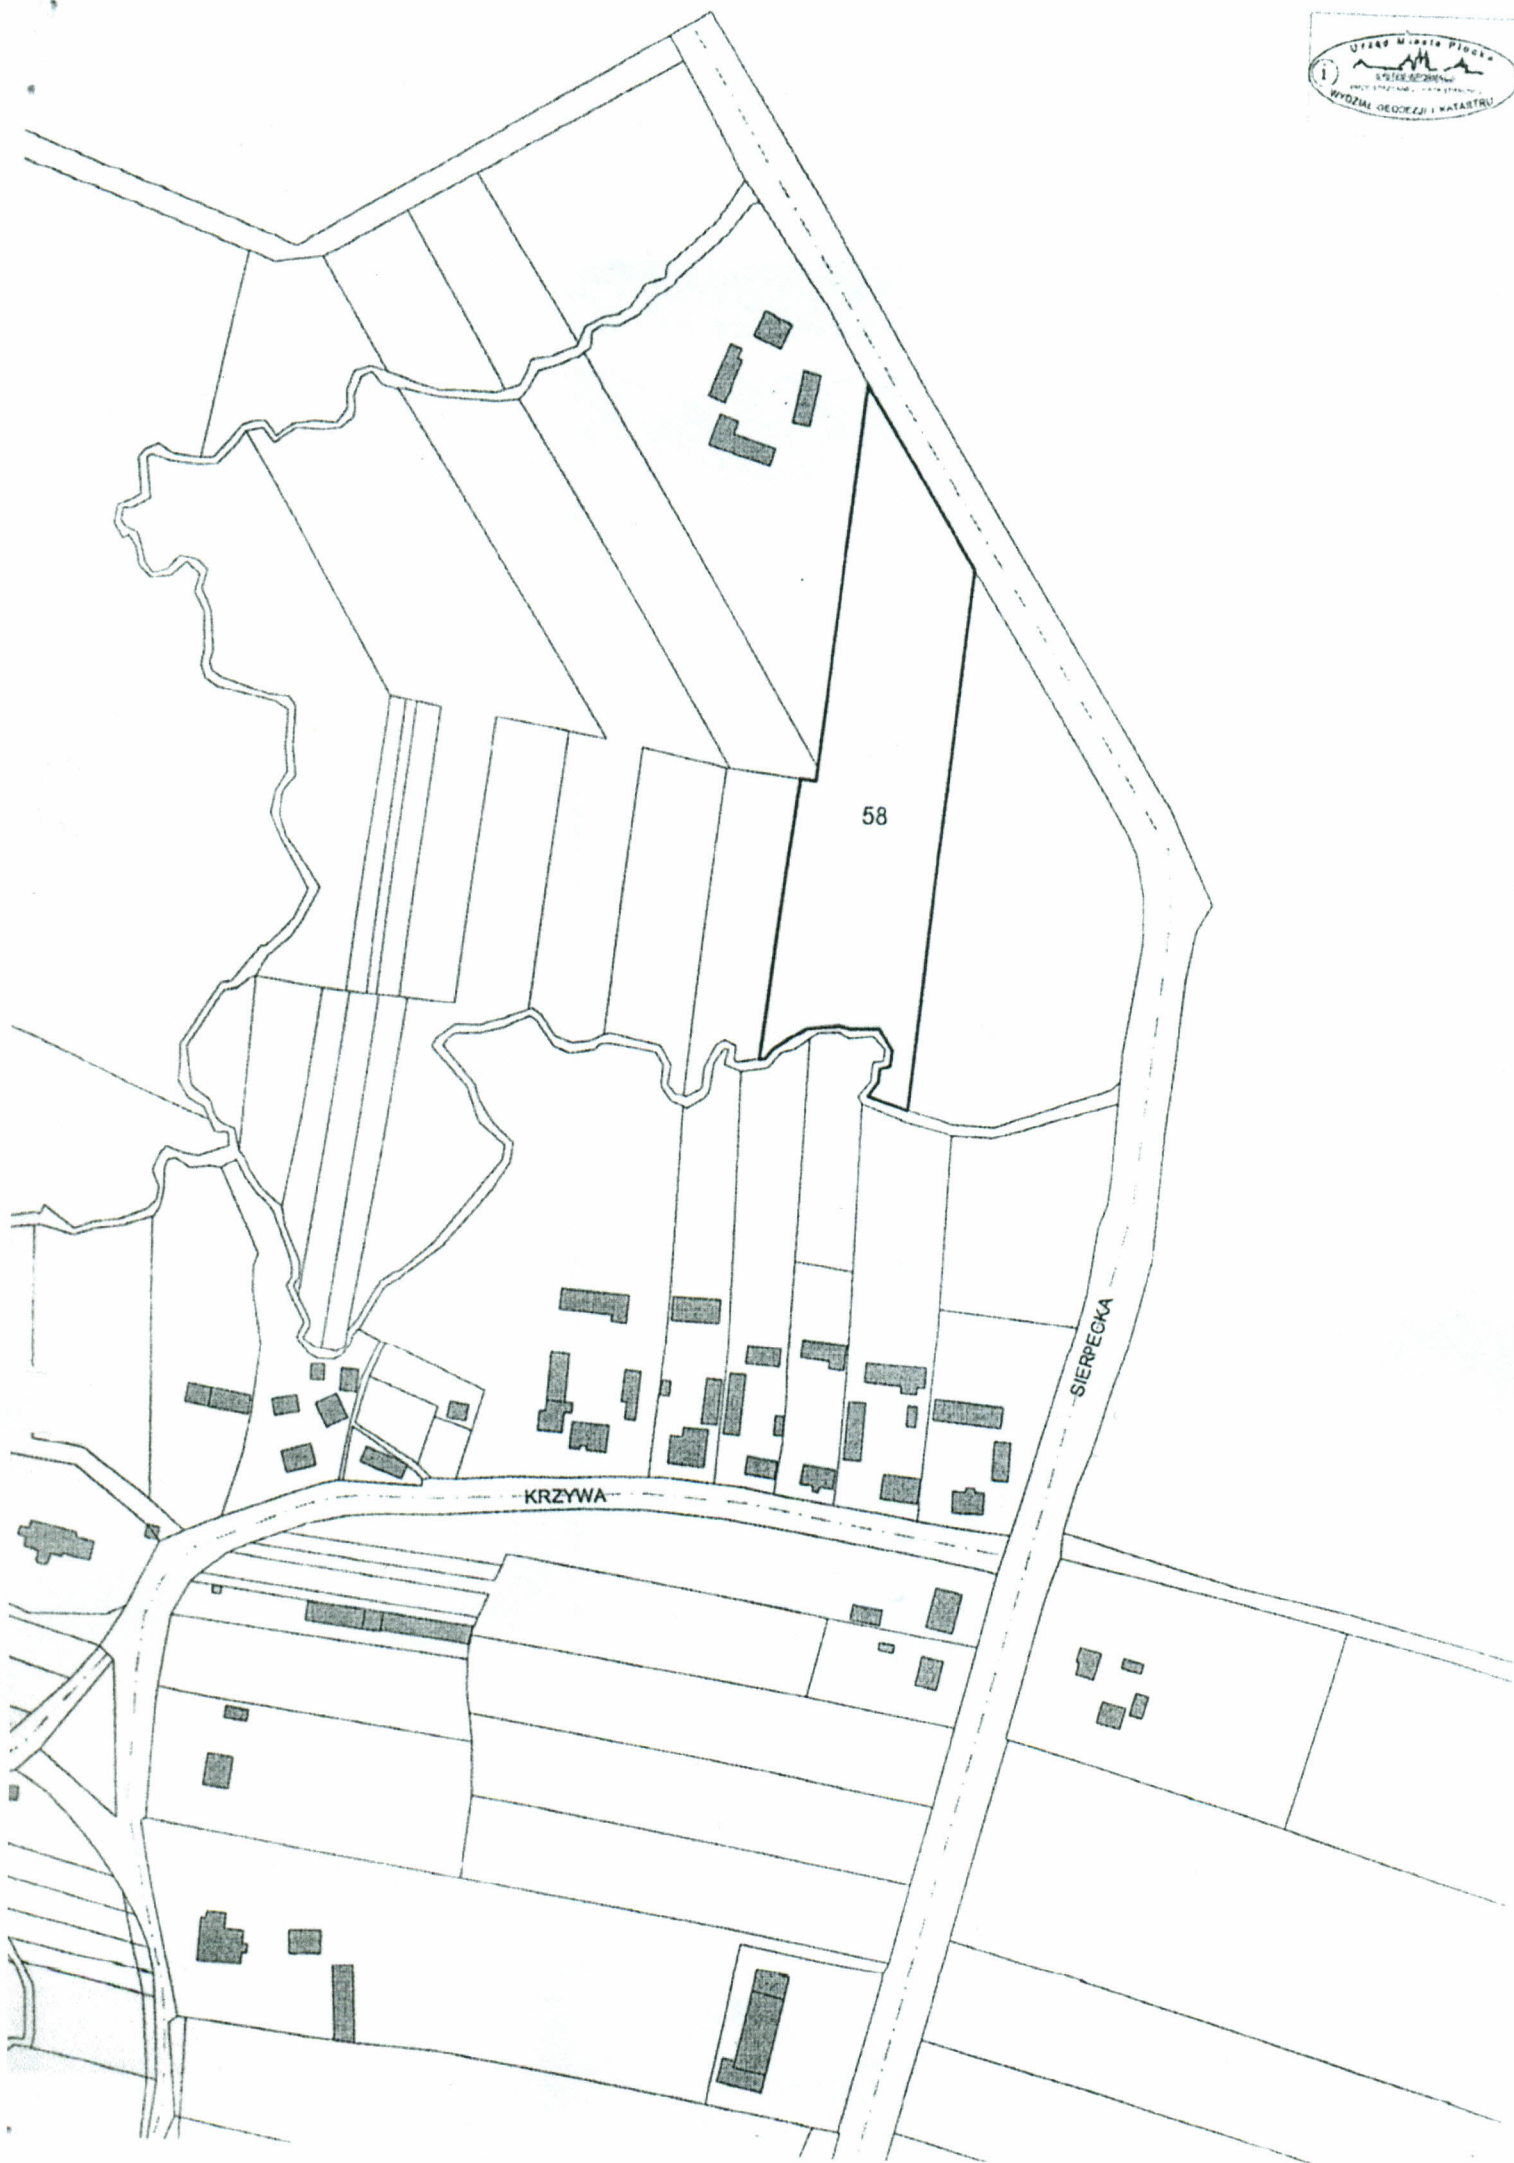 Urząd Miasta Płocka
i
WYDZIAŁ GEODEZJI I KATASTRU
58
SIERPECKA
KRZYWA